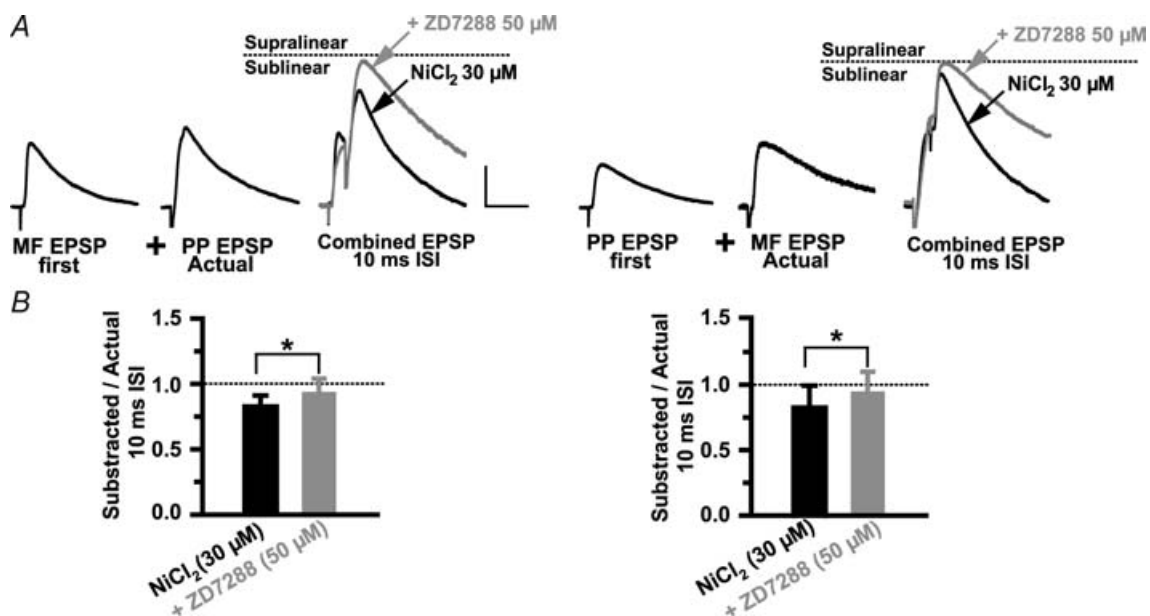 A
Supralinear
Sublinear
+ ZD7288 50 µM
NiCl2 30 µM
MF EPSP
first
+
PP EPSP
Actual
Combined EPSP
10 ms ISI
Supralinear
Sublinear
+ ZD7288 50 µM
NiCl2 30 µM
PP EPSP
first
+
MF EPSP
Actual
Combined EPSP
10 ms ISI
B
Substracted / Actual
10 ms ISI
1.5
1.0
0.5
0.0
*
NiCl2 (30 µM)
+ ZD7288 (50 µM)
Substracted / Actual
10 ms ISI
1.5
1.0
0.5
0.0
*
NiCl2 (30 µM)
+ ZD7288 (50 µM)